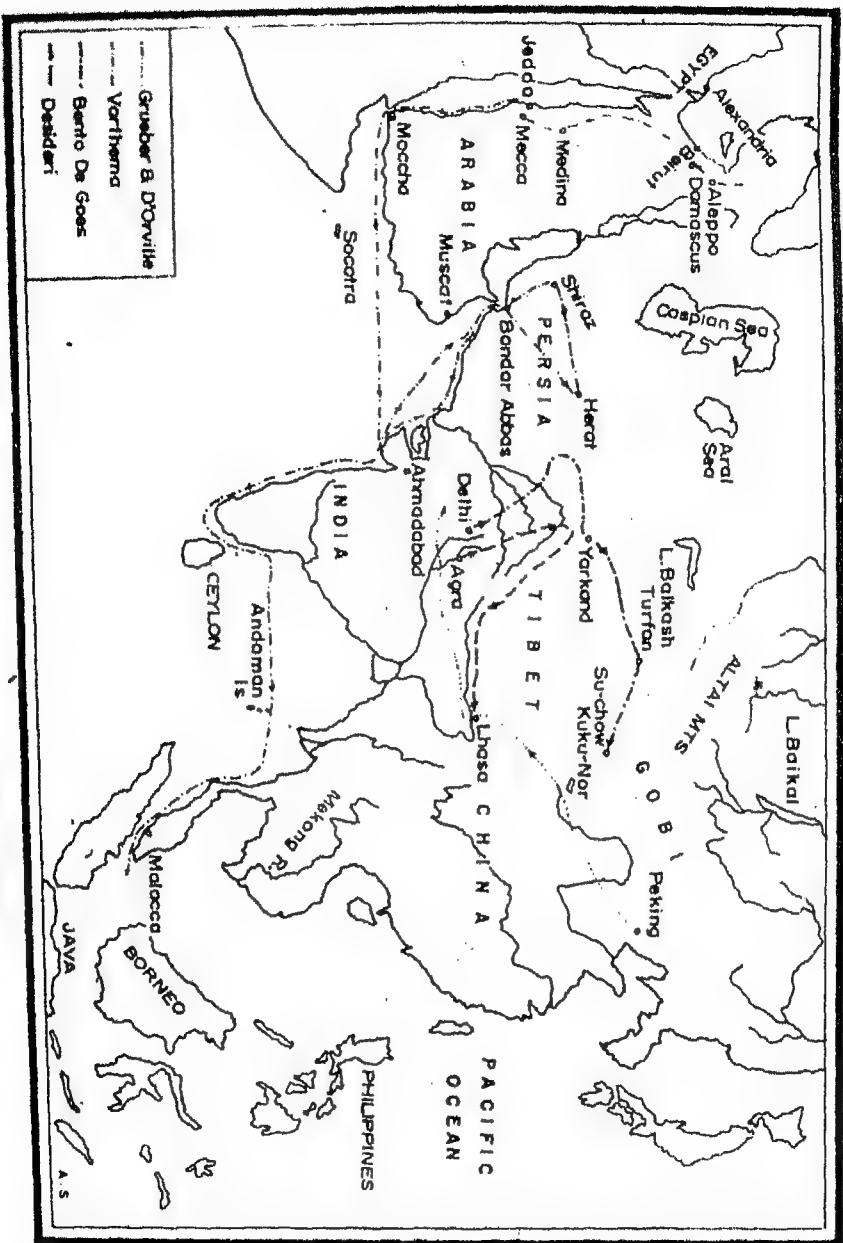 EGYPT
Alexandria
Beirut
Aleppo
Damascus
Medina
Mecca
Jedda
ARABIA
Moccha
Socotra
Muscat
Caspian Sea
Aral
Sea
Shiraz
PERSIA
Herat
Bandar Abbas
L. Balkash
Turfan
ALTAI MTS
L. Baikal
GOBI
Yarkand
Su-chow
Kuku-Nor
Peking
TIBET
Lhasa
CHINA
Delhi
Agra
Ahmadabad
INDIA
CEYLON
Andaman
Is
Mekong R.
Malacca
BORNEO
JAVA
PHILIPPINES
PACIFIC
OCEAN
Grueber & D'Orville
Varthema
Bento De Goes
Desideri
A.S